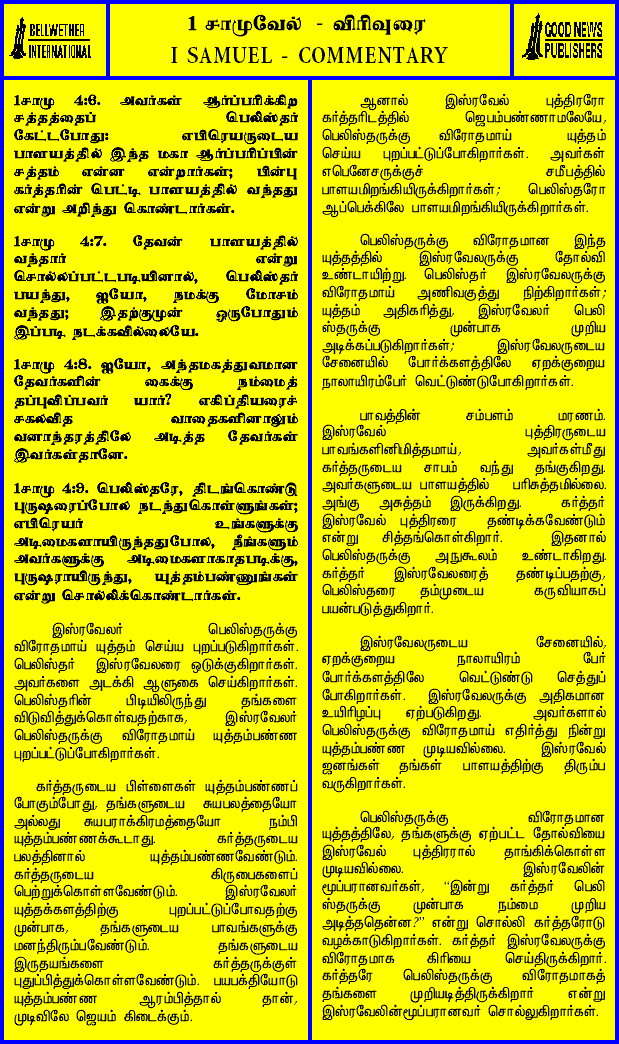 BELLWETHER
INTERNATIONAL
1 சாமுவேல் - விரிவுரை
I SAMUEL - COMMENTARY
GOOD NEWS
PUBLISHERS
1சாமு 4:6. அவர்கள் ஆர்ப்பரிக்கிற
சத்தத்தைப் பெலிஸ்தர்
கேட்டபோது: எபிரெயருடைய
பாளயத்தில் இந்த மகா ஆர்ப்பரிப்பின்
சத்தம் என்ன என்றார்கள்; பின்பு
கர்த்தரின் பெட்டி பாளயத்தில் வந்தது
என்று அறிந்து கொண்டார்கள்.
1சாமு 4:7. தேவன் பாளயத்தில்
வந்தார் என்று
சொல்லப்பட்டபடியினால், பெலிஸ்தர்
பயந்து, ஐயோ, நமக்கு மோசம்
வந்தது; இதற்குமுன் ஒருபோதும்
இப்படி நடக்கவில்லையே.
1சாமு 4:8. ஐயோ, அந்தமகத்துவமான
தேவர்களின் கைக்கு நம்மைத்
தப்புவிப்பவர் யார்? எகிப்தியரைச்
சகலவித வாதைகளினாலும்
வனாந்தரத்திலே அடித்த தேவர்கள்
இவர்கள்தானே.
1சாமு 4:9. பெலிஸ்தரே, திடங்கொண்டு
புருஷரைப்போல நடந்துகொள்ளுங்கள்;
எபிரெயர் உங்களுக்கு
அடிமைகளாயிருந்ததுபோல, நீங்களும்
அவர்களுக்கு அடிமைகளாகாதபடிக்கு,
புருஷராயிருந்து, யுத்தம்பண்ணுங்கள்
என்று சொல்லிக்கொண்டார்கள்.
இஸ்ரவேலர் பெலிஸ்தருக்கு
விரோதமாய் யுத்தம் செய்ய புறப்படுகிறார்கள்.
பெலிஸ்தர் இஸ்ரவேலரை ஒடுக்குகிறார்கள்.
அவர்களை அடக்கி ஆளுகை செய்கிறார்கள்.
பெலிஸ்தரின் பிடியிலிருந்து தங்களை
விடுவித்துக்கொள்வதற்காக, இஸ்ரவேலர்
பெலிஸ்தருக்கு விரோதமாய் யுத்தம்பண்ண
புறப்பட்டுப்போகிறார்கள்.
கர்த்தருடைய பிள்ளைகள் யுத்தம்பண்ணப்
போகும்போது, தங்களுடைய சுயபலத்தையோ
அல்லது சுயபராக்கிரமத்தையோ நம்பி
யுத்தம்பண்ணக்கூடாது. கர்த்தருடைய
பலத்தினால் யுத்தம்பண்ணவேண்டும்.
கர்த்தருடைய கிருபைகளைப்
பெற்றுக்கொள்ளவேண்டும். இஸ்ரவேலர்
யுத்தக்களத்திற்கு புறப்பட்டுப்போவதற்கு
முன்பாக, தங்களுடைய பாவங்களுக்கு
மனந்திரும்பவேண்டும். தங்களுடைய
இருதயங்களை கர்த்தருக்குள்
புதுப்பித்துக்கொள்ளவேண்டும். பயபக்தியோடு
யுத்தம்பண்ண ஆரம்பித்தால் தான்,
முடிவிலே ஜெயம் கிடைக்கும்.
ஆனால் இஸ்ரவேல் புத்திரரோ
கர்த்தரிடத்தில் ஜெபம்பண்ணாமலேயே,
பெலிஸ்தருக்கு விரோதமாய் யுத்தம்
செய்ய புறப்பட்டுப்போகிறார்கள். அவர்கள்
எபெனேசருக்குச் சமீபத்தில்
பாளயமிறங்கியிருக்கிறார்கள்; பெலிஸ்தரோ
ஆப்பெக்கிலே பாளயமிறங்கியிருக்கிறார்கள்.
பெலிஸ்தருக்கு விரோதமான இந்த
யுத்தத்தில் இஸ்ரவேலருக்கு தோல்வி
உண்டாயிற்று. பெலிஸ்தர் இஸ்ரவேலருக்கு
விரோதமாய் அணிவகுத்து நிற்கிறார்கள்;
யுத்தம் அதிகரித்து, இஸ்ரவேலர் பெலி
ஸ்தருக்கு முன்பாக முறிய
அடிக்கப்படுகிறார்கள்; இஸ்ரவேலருடைய
சேனையில் போர்க்களத்திலே ஏறக்குறைய
நாலாயிரம்பேர் வெட்டுண்டுபோகிறார்கள்.
பாவத்தின் சம்பளம் மரணம்.
இஸ்ரவேல் புத்திரருடைய
பாவங்களினிமித்தமாய், அவர்கள்மீது
கர்த்தருடைய சாபம் வந்து தங்குகிறது.
அவர்களுடைய பாளயத்தில் பரிசுத்தமில்லை.
அங்கு அசுத்தம் இருக்கிறது. கர்த்தர்
இஸ்ரவேல் புத்திரரை தண்டிக்கவேண்டும்
என்று சித்தங்கொள்கிறார். இதனால்
பெலிஸ்தருக்கு அநுகூலம் உண்டாகிறது.
கர்த்தர் இஸ்ரவேலரைத் தண்டிப்பதற்கு,
பெலிஸ்தரை தம்முடைய கருவியாகப்
பயன்படுத்துகிறார்.
இஸ்ரவேலருடைய சேனையில்,
ஏறக்குறைய நாலாயிரம் பேர்
போர்க்களத்திலே வெட்டுண்டு செத்துப்
போகிறார்கள். இஸ்ரவேலருக்கு அதிகமான
உயிரிழப்பு ஏற்படுகிறது. அவர்களால்
பெலிஸ்தருக்கு விரோதமாய் எதிர்த்து நின்று
யுத்தம்பண்ண முடியவில்லை. இஸ்ரவேல்
ஜனங்கள் தங்கள் பாளயத்திற்கு திரும்ப
வருகிறார்கள்.
பெலிஸ்தருக்கு விரோதமான
யுத்தத்திலே, தங்களுக்கு ஏற்பட்ட தோல்வியை
இஸ்ரவேல் புத்திரரால் தாங்கிக்கொள்ள
முடியவில்லை. இஸ்ரவேலின்
மூப்பரானவர்கள், “இன்று கர்த்தர் பெலி
ஸ்தருக்கு முன்பாக நம்மை முறிய
அடித்ததென்ன?” என்று சொல்லி கர்த்தரோடு
வழக்காடுகிறார்கள். கர்த்தர் இஸ்ரவேலருக்கு
விரோதமாக கிரியை செய்திருக்கிறார்.
கர்த்தரே பெலிஸ்தருக்கு விரோதமாகத்
தங்களை முறியடித்திருக்கிறார் என்று
இஸ்ரவேலின்மூப்பரானவர் சொல்லுகிறார்கள்.